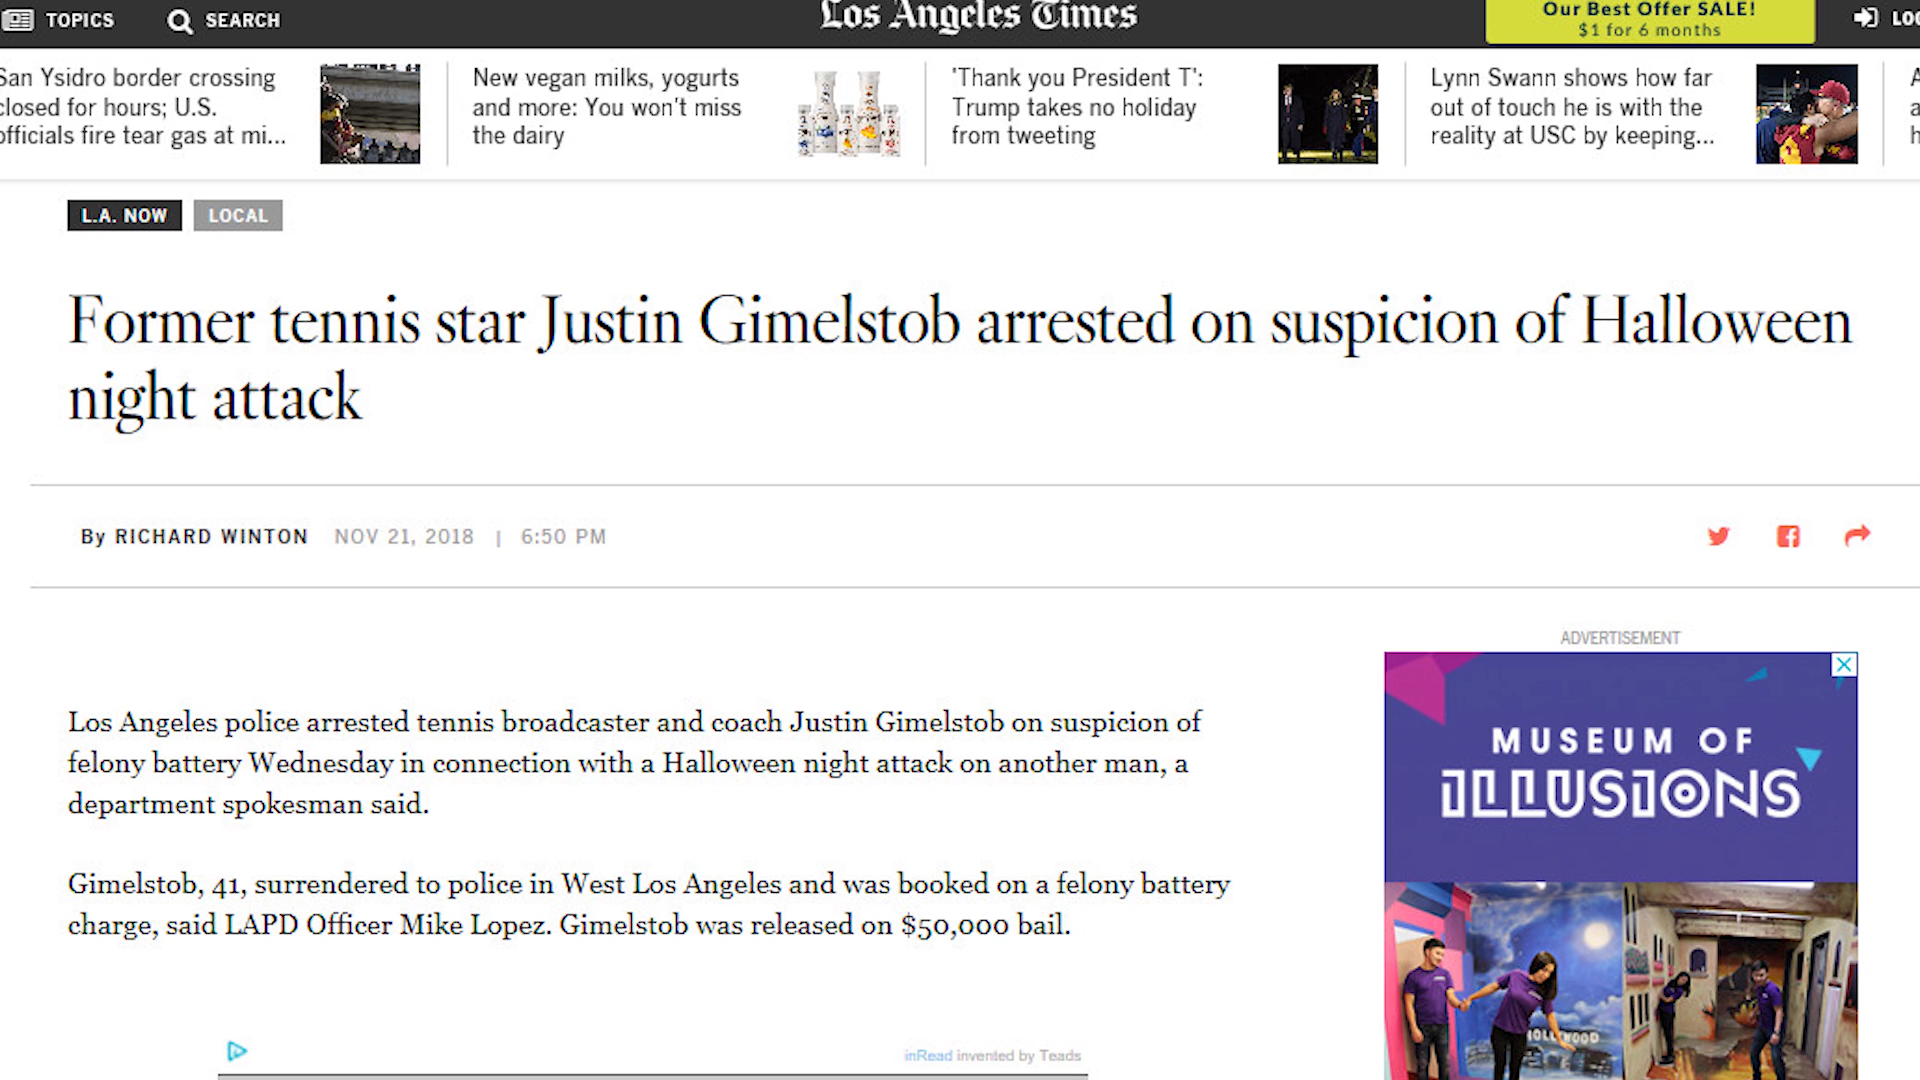 TOPICS
SEARCH
Los Angeles Times
Our Best Offer SALE!
$1 for 6 months
San Ysidro border crossing
closed for hours; U.S.
officials fire tear gas at mi...
New vegan milks, yogurts
and more: You won't miss
the dairy
'Thank you President T':
Trump takes no holiday
from tweeting
Lynn Swann shows how far
out of touch he is with the
reality at USC by keeping...
L.A. NOW
LOCAL
Former tennis star Justin Gimelstob arrested on suspicion of Halloween
night attack
By RICHARD WINTON NOV 21, 2018 | 6:50 PM
ADVERTISEMENT
MUSEUM OF
ILLUSIONS
Los Angeles police arrested tennis broadcaster and coach Justin Gimelstob on suspicion of
felony battery Wednesday in connection with a Halloween night attack on another man, a
department spokesman said.
Gimelstob, 41, surrendered to police in West Los Angeles and was booked on a felony battery
charge, said LAPD Officer Mike Lopez. Gimelstob was released on $50,000 bail.
HOLLYWOOD
inRead invented by Teads